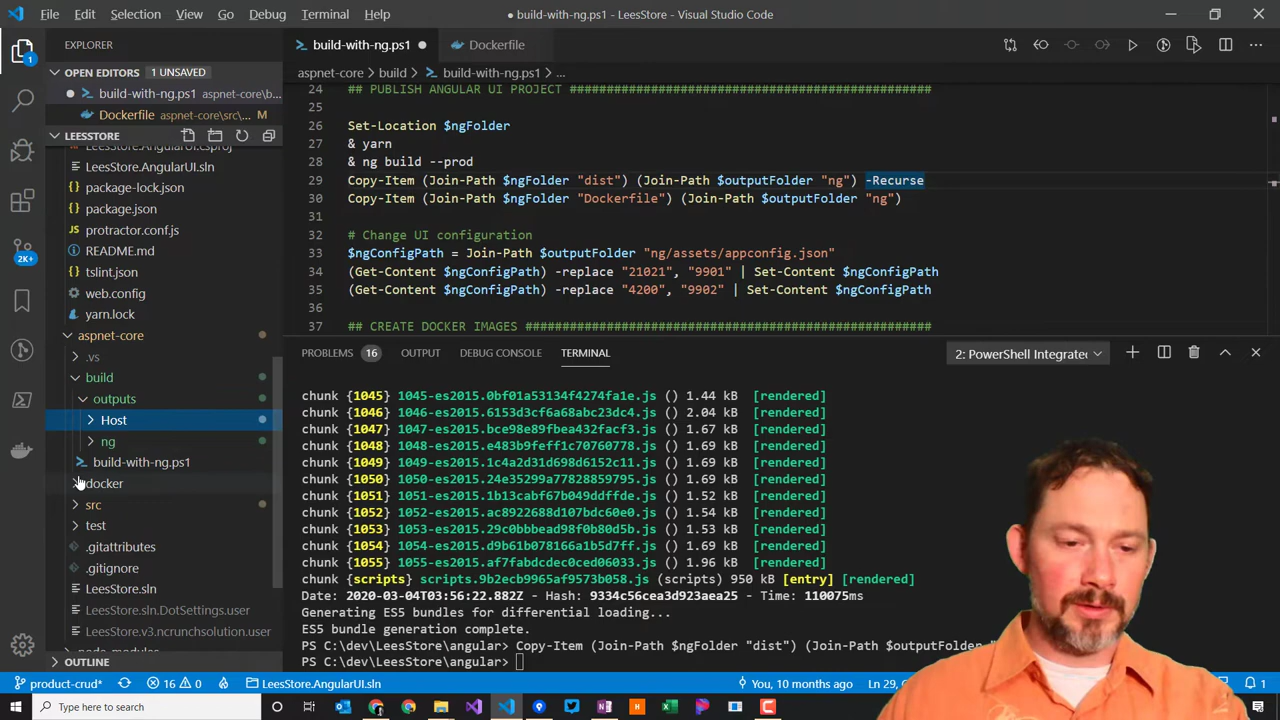 File Edit Selection View Go Debug Terminal Help
● build-with-ng.ps1 - LeesStore - Visual Studio Code
EXPLORER
build-with-ng.ps1 ●
Dockerfile
OPEN EDITORS 1 UNSAVED
aspnet-core > build > build-with-ng.ps1 > ...
● build-with-ng.ps1 aspnet-core\b...
Dockerfile aspnet-core\src\... M
LEESSTORE
LeesStore.AngularUI.csproj
LeesStore.AngularUI.sln
package-lock.json
package.json
protractor.conf.js
README.md
tslint.json
web.config
yarn.lock
aspnet-core
.vs
build
outputs
Host
ng
build-with-ng.ps1
docker
src
test
.gitattributes
.gitignore
LeesStore.sln
LeesStore.sln.DotSettings.user
LeesStore.v3.ncrunchsolution.user
OUTLINE
1
2K+
24 ## PUBLISH ANGULAR UI PROJECT ###################################################
25
26 Set-Location $ngFolder
27 & yarn
28 & ng build --prod
29 Copy-Item (Join-Path $ngFolder "dist") (Join-Path $outputFolder "ng") -Recurse
30 Copy-Item (Join-Path $ngFolder "Dockerfile") (Join-Path $outputFolder "ng")
31
32 # Change UI configuration
33 $ngConfigPath = Join-Path $outputFolder "ng/assets/appconfig.json"
34 (Get-Content $ngConfigPath) -replace "21021", "9901" | Set-Content $ngConfigPath
35 (Get-Content $ngConfigPath) -replace "4200", "9902" | Set-Content $ngConfigPath
36
37 ## CREATE DOCKER IMAGES #########################################################
PROBLEMS 16 OUTPUT DEBUG CONSOLE TERMINAL
2: PowerShell Integrated
chunk {1045} 1045-es2015.0bf01a53134f4274fa1e.js () 1.44 kB [rendered]
chunk {1046} 1046-es2015.6153d3cf6a68abc23dc4.js () 2.04 kB [rendered]
chunk {1047} 1047-es2015.bce98e89fbe432facf3.js () 1.67 kB [rendered]
chunk {1048} 1048-es2015.e483b9feff1c70760778.js () 1.69 kB [rendered]
chunk {1049} 1049-es2015.1c4a2d31d698d6152c11.js () 1.69 kB [rendered]
chunk {1050} 1050-es2015.24e35299a77828859795.js () 1.69 kB [rendered]
chunk {1051} 1051-es2015.1b13cabf67b049ddffde.js () 1.52 kB [rendered]
chunk {1052} 1052-es2015.ac8922688d107bdc60e0.js () 1.54 kB [rendered]
chunk {1053} 1053-es2015.29c0bbbead98f0b80d5b.js () 1.53 kB [rendered]
chunk {1054} 1054-es2015.d9b61b078166a1b5d7ff.js () 1.69 kB [rendered]
chunk {1055} 1055-es2015.af7fabdcdec0ced06033.js () 1.96 kB [rendered]
chunk {scripts} scripts.9b2ecb9965af9573b058.js (scripts) 950 kB [entry] [rendered]
Date: 2020-03-04T03:56:22.882Z - Hash: 9334c56cea3d923aea25 - Time: 110075ms
Generating ES5 bundles for differential loading...
ES5 bundle generation complete.
PS C:\dev\LeesStore\angular> Copy-Item (Join-Path $ngFolder "dist") (Join-Path $outputFolder
PS C:\dev\LeesStore\angular>
product-crud* 16 0 LeesStore.AngularUI.sln You, 10 months ago Ln 29,
1
Type here to search